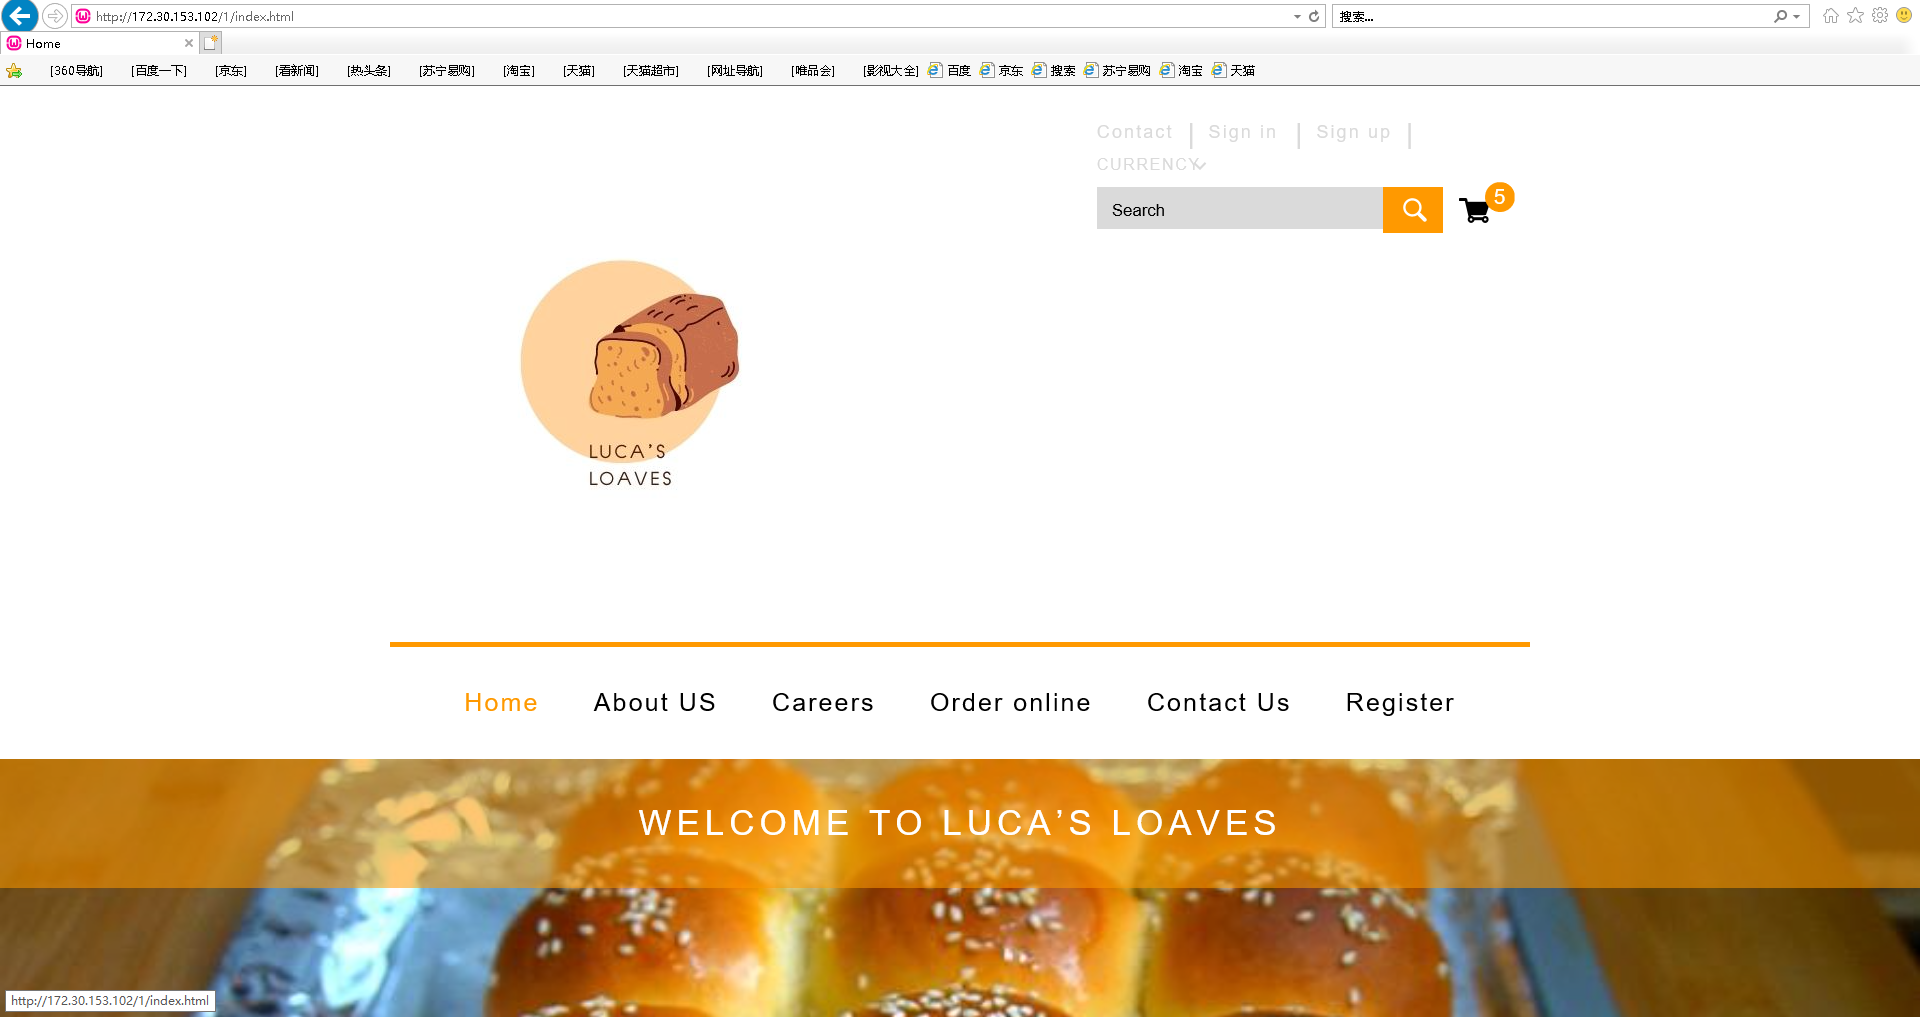 http://172.30.153.102/1/index.html
搜索...
Home
[360导航] [百度一下] [京东] [看新闻] [热头条] [苏宁易购] [淘宝] [天猫] [天猫超市] [网址导航] [唯品会] [影视大全] 百度 京东 搜索 苏宁易购 淘宝 天猫
Contact | Sign in | Sign up |
CURRENCY
Search
5
LUCA'S
LOAVES
Home About US Careers Order online Contact Us Register
WELCOME TO LUCA’S LOAVES
http://172.30.153.102/1/index.html